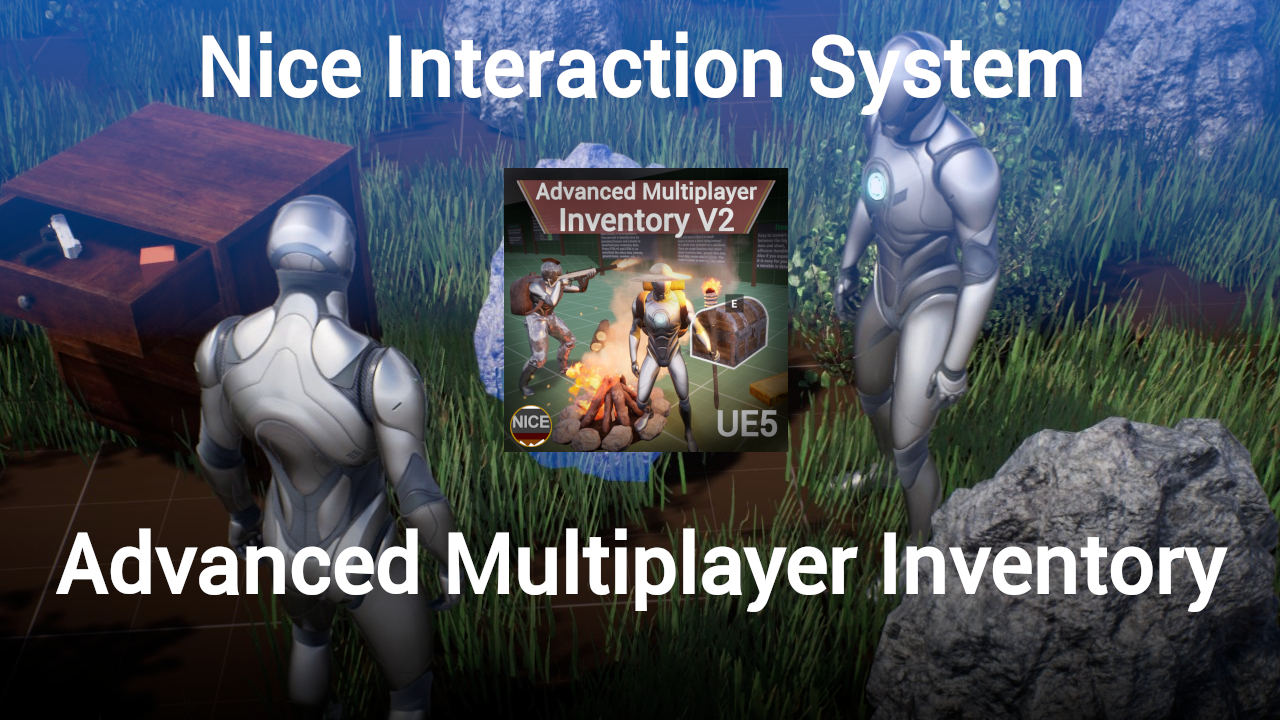 Nice Interaction System
Advanced Multiplayer
Inventory V2
E
NICE
UE5
Advanced Multiplayer Inventory